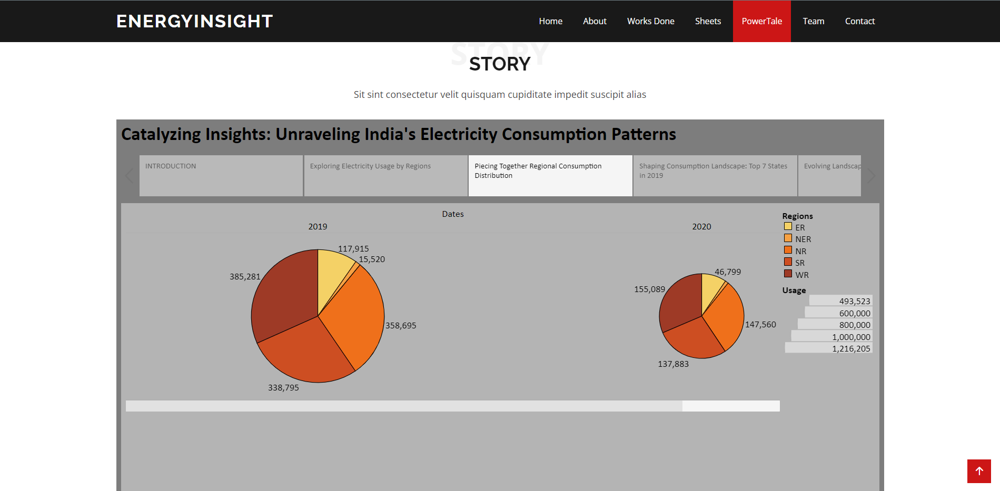 ENERGYINSIGHT
Home About Works Done Sheets PowerTale Team Contact
STORY
STORY
Sit sint consectetur velit quisquam cupiditate impedit suscipit alias
Catalyzing Insights: Unraveling India's Electricity Consumption Patterns
INTRODUCTION
Exploring Electricity Usage by Regions
Piecing Together Regional Consumption
Distribution
Shaping Consumption Landscape: Top 7 States
in 2019
Evolving Landscap
Dates
2019
2020
117,915
15,520
385,281
358,695
338,795
46,799
155,089
147,560
137,883
Regions
ER
NER
NR
SR
WR
Usage
493,523
600,000
800,000
1,000,000
1,216,205